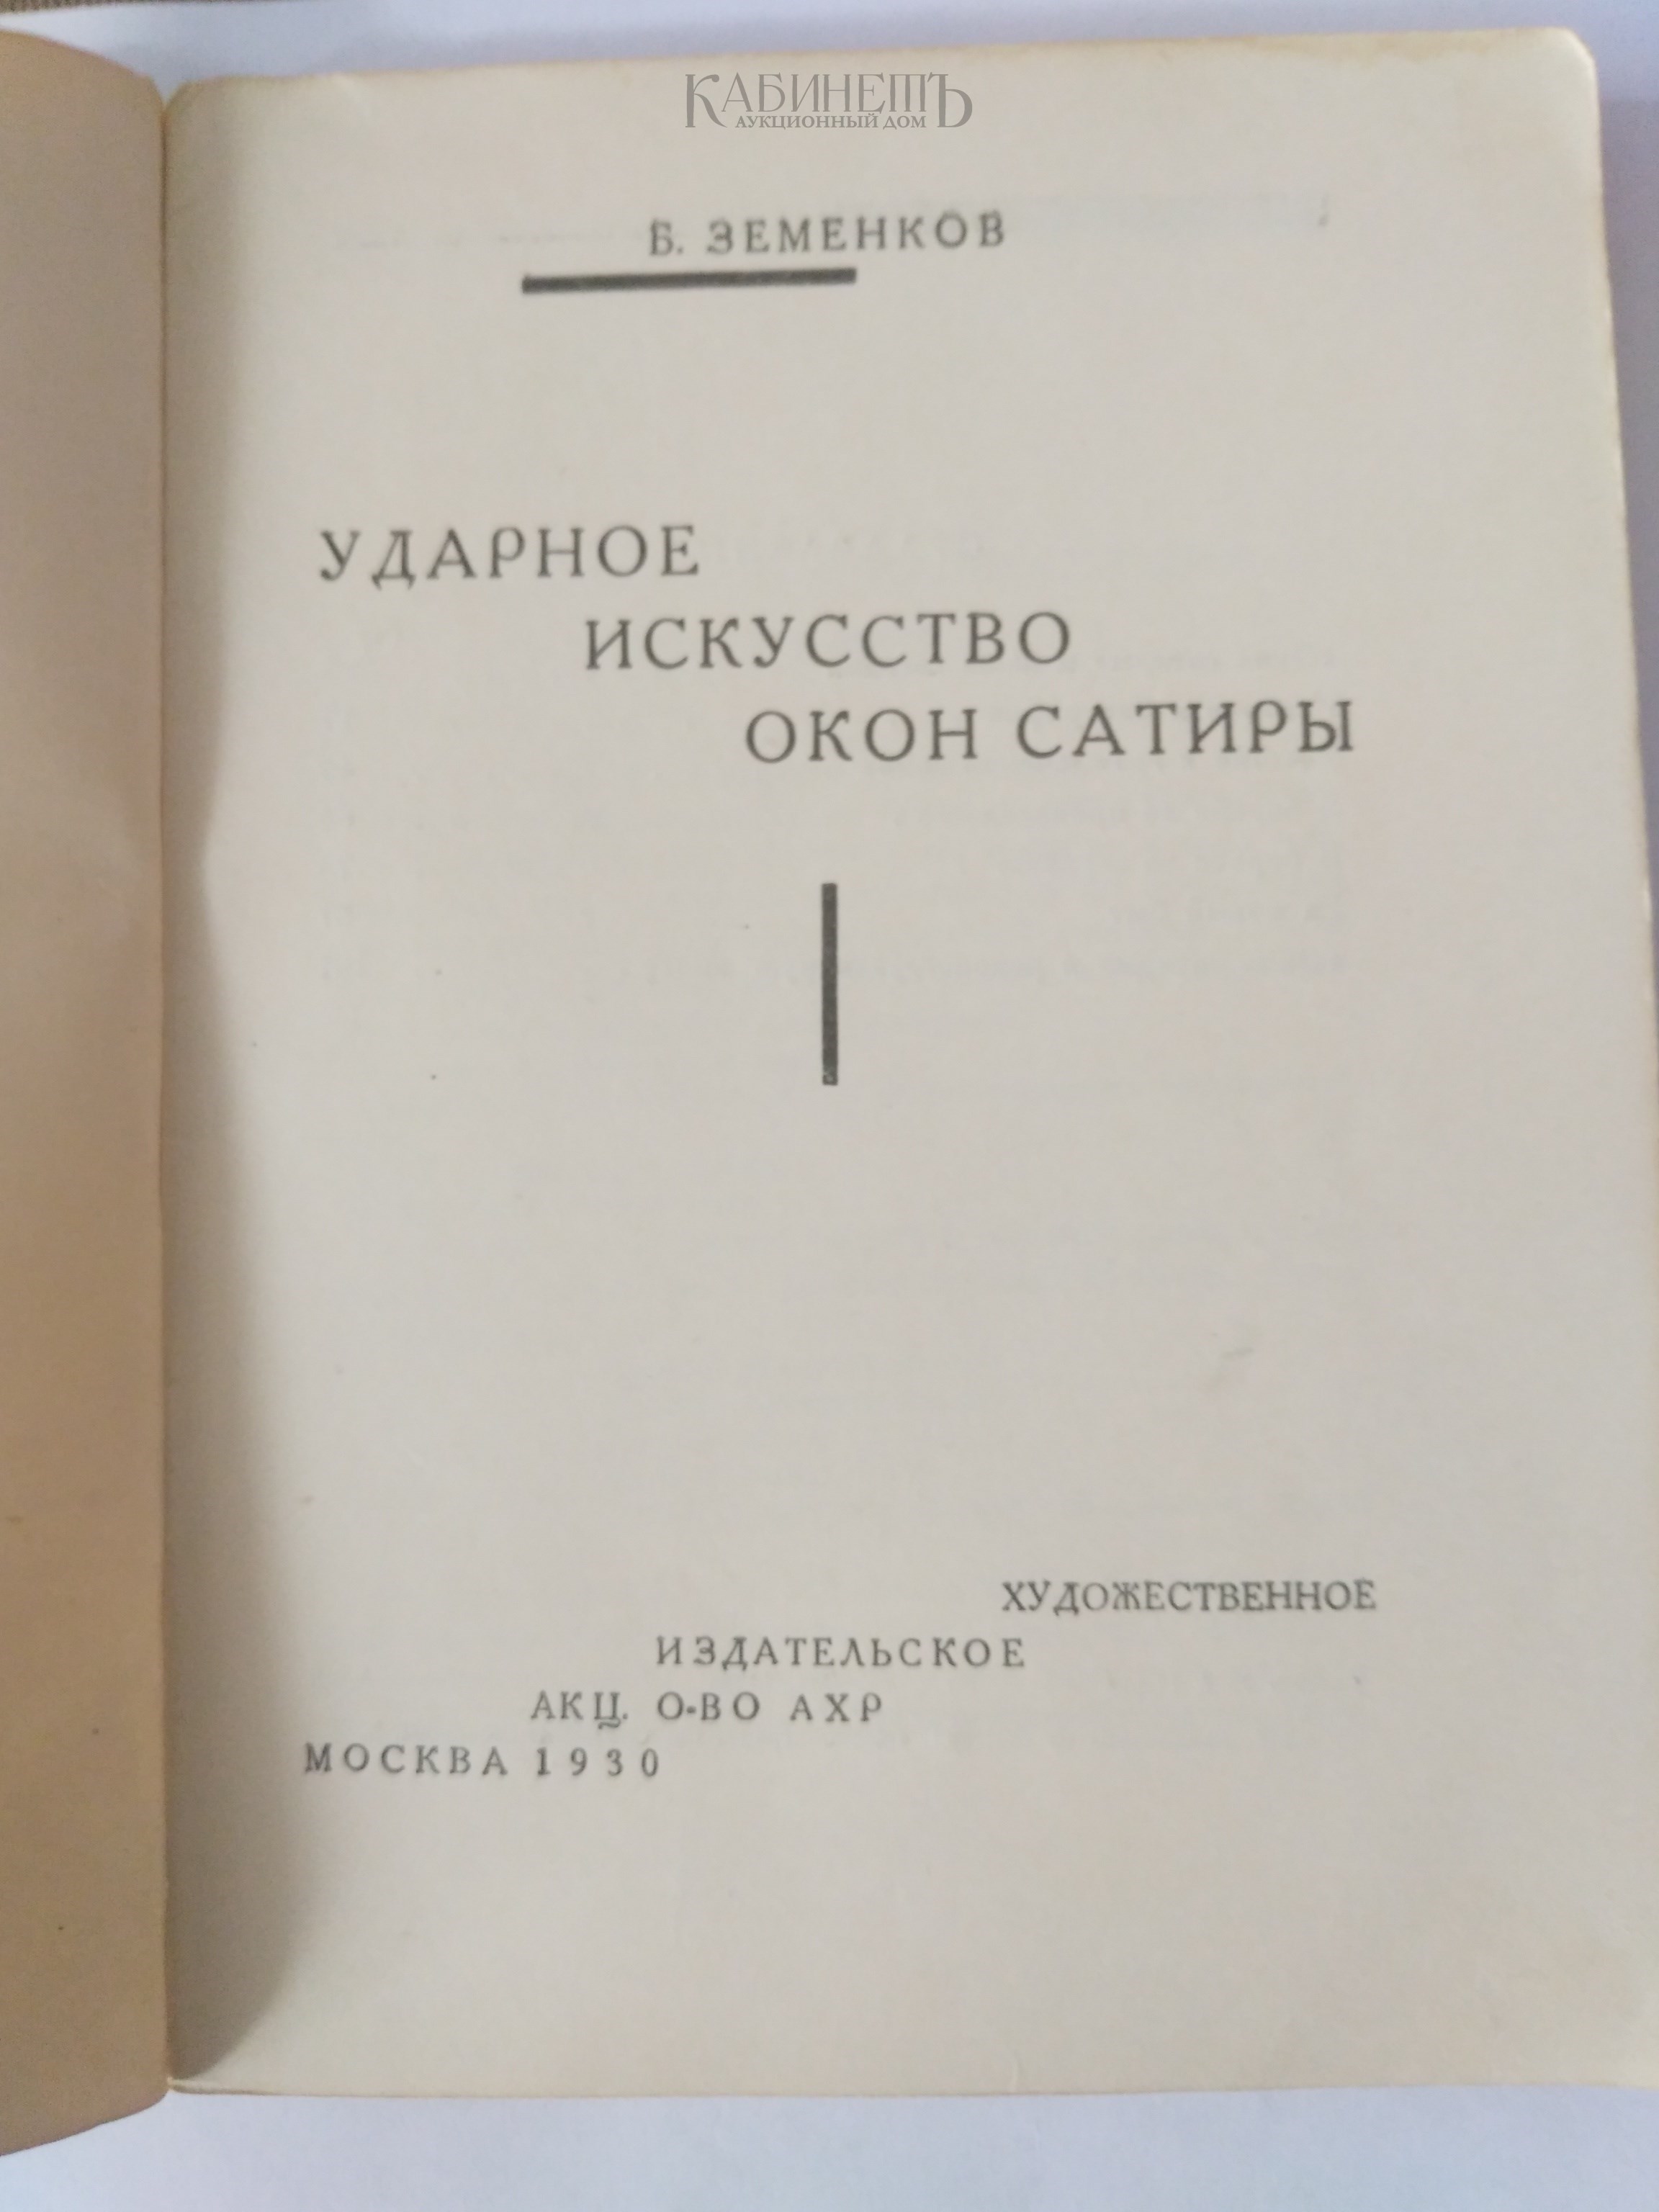 КАБИНЕТЪ
АУКЦИОННЫЙ ДОМ
Б. ЗЕМЕНКОВ
УДАРНОЕ
ИСКУССТВО
ОКОН САТИРЫ
ХУДОЖЕСТВЕННОЕ
ИЗДАТЕЛЬСКОЕ
АКЦ. О-ВО АХР
МОСКВА 1930